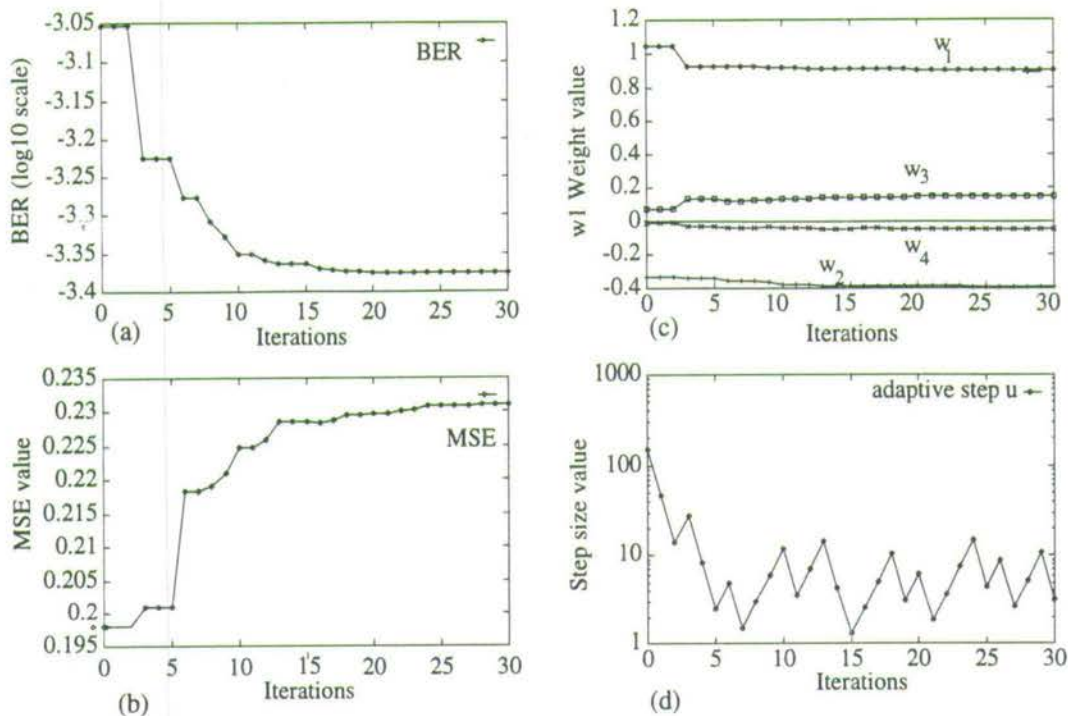 -3.05
-3.1
-3.15
-3.2
-3.25
-3.3
-3.35
-3.4
BER (log10 scale)
BER
0 5 10 15 20 25 30
(a)
Iterations
1.2
1
0.8
0.6
0.4
0.2
0
-0.2
-0.4
w1 Weight value
w1
w3
w4
w2
0 5 10 15 20 25 30
(c)
Iterations
0.235
0.230
0.225
0.220
0.215
0.210
0.205
0.2
0.195
MSE value
MSE
0 5 10 15 20 25 30
(b)
Iterations
1000
100
10
1
Step size value
adaptive step u
0 5 10 15 20 25 30
(d)
Iterations